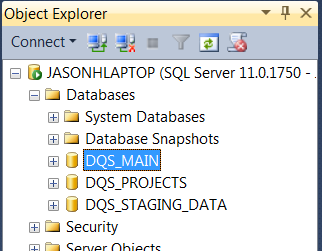 Object Explorer
Connect
JASONHLAPTOP (SQL Server 11.0.1750 -
Databases
System Databases
Database Snapshots
DQS_MAIN
DQS_PROJECTS
DQS_STAGING_DATA
Security
Server Objects